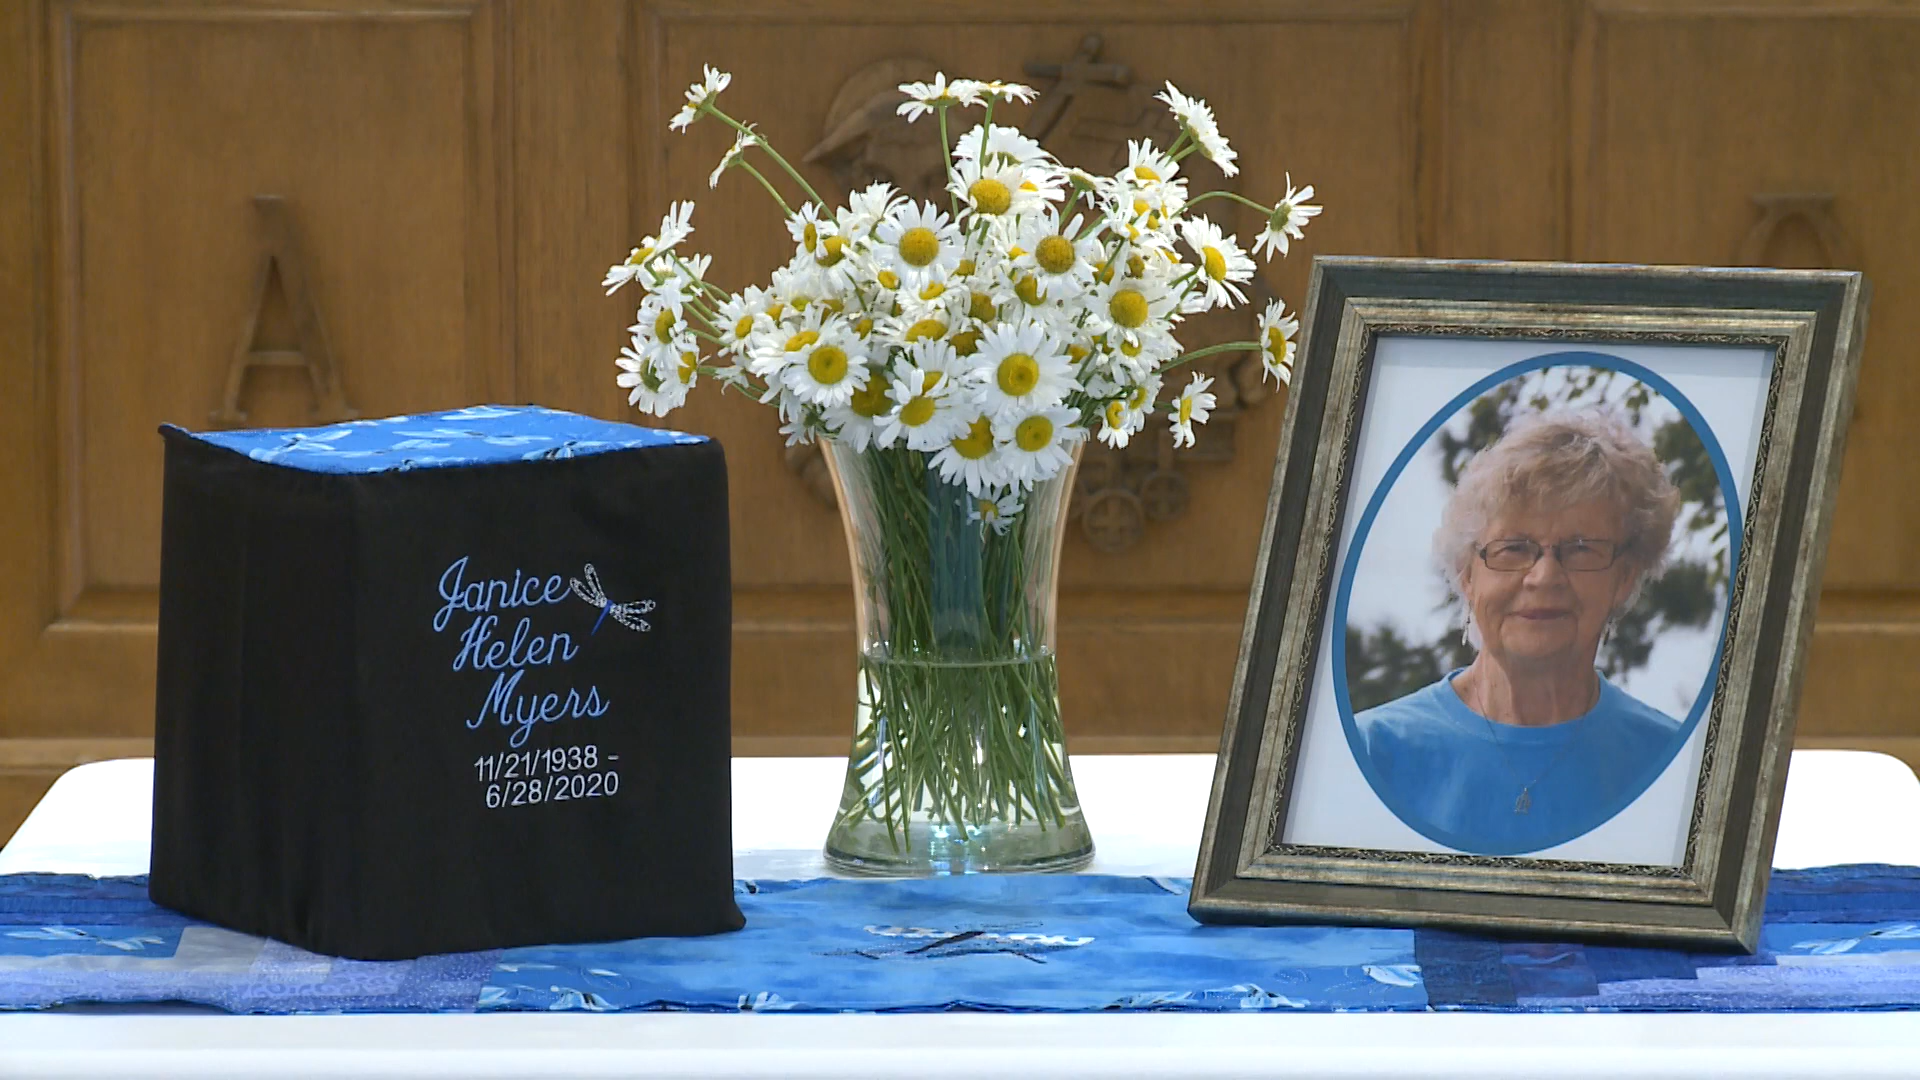 A
Ω
Janice
Helen
Myers
11/21/1938 -
6/28/2020